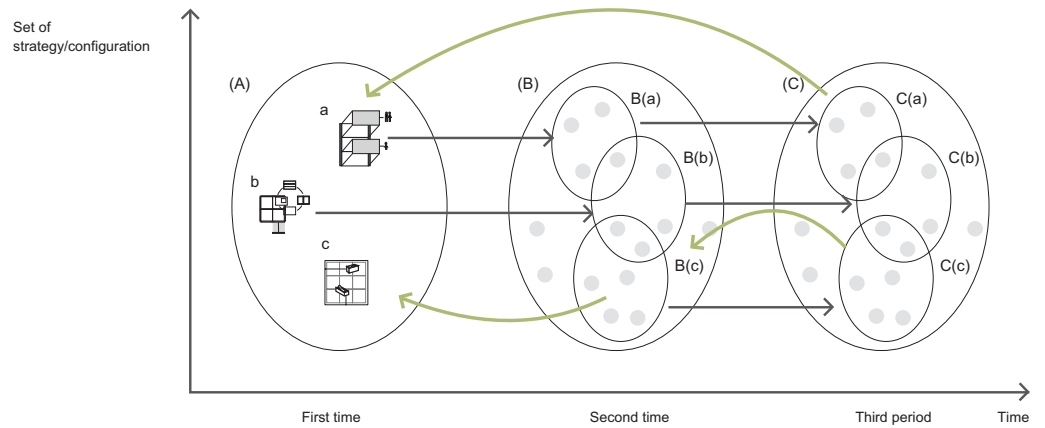 Set of
strategy/configuration
(A)
(B)
(C)
a
B(a)
C(a)
b
B(b)
C(b)
c
B(c)
C(c)
First time
Second time
Third period
Time